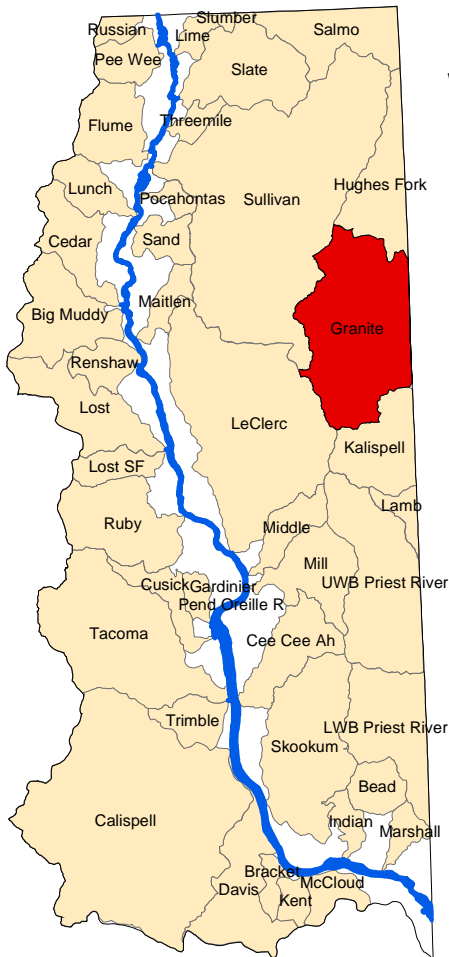 Slumber
Russian
Lime
Salmo
Pee Wee
Slate
Flume
Threemile
Lunch
Hughes Fork
Pocahontas
Sullivan
Cedar
Sand
Maitlen
Big Muddy
Granite
Renshaw
Lost
LeClerc
Kalispell
Lost SF
Lamb
Ruby
Middle
Mill
Cusick
Gardinier
UWB Priest River
Pend Oreille R
Tacoma
Cee Cee Ah
Trimble
LWB Priest River
Skookum
Bead
Calispell
Indian
Marshall
Bracket
McCloud
Davis
Kent